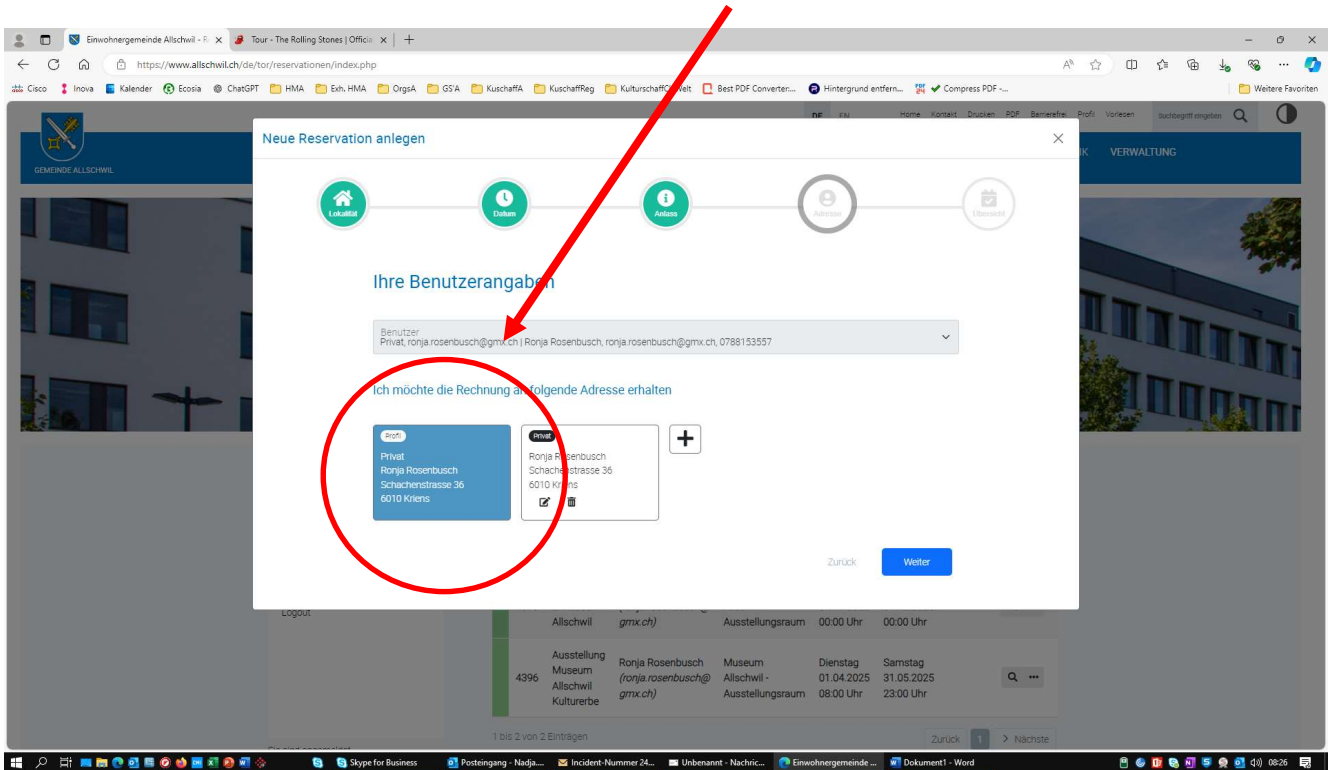 Einwohnergemeinde Allschwil - R
Tour - The Rolling Stones | Officia
https://www.allschwil.ch/de/tor/reservationen/index.php
Cisco Inova Kalender Ecosia ChatGPT HMA Exh. HMA OrgsA GS'A KuschaffA KuschaffReg Best PDF Converter... Hintergrund entfern... Compress PDF -... Weitere Favoriten
DE EN Home Kontakt Drucken PDF Barrierefrei Profil Vorlesen Suchbegriff eingeben
GEMEINDE ALLSCHWIL
IK VERWALTUNG
Neue Reservation anlegen
Lokalität Datum Anlass Adresse Übersicht
Ihre Benutzerangaben
Benutzer
Privat, ronja.rosenbusch@gmx.ch | Ronja Rosenbusch, ronja.rosenbusch@gmx.ch, 0788153557
Ich möchte die Rechnung an folgende Adresse erhalten
Profil
Privat
Ronja Rosenbusch
Schachenstrasse 36
6010 Kriens
Privat
Ronja Rosenbusch
Schachenstrasse 36
6010 Kriens
Zurück Weiter
Logout
Allschwil gmx.ch) Ausstellungsraum 00:00 Uhr 00:00 Uhr
Ausstellung
Museum
Allschwil
Kulturerbe
4396
Ronja Rosenbusch
(ronja.rosenbusch@
gmx.ch)
Museum
Allschwil -
Ausstellungsraum
Dienstag
01.04.2025
08:00 Uhr
Samstag
31.05.2025
23:00 Uhr
1 bis 2 von 2 Einträgen
Zurück 1 Nächste
Sie sind angemeldet
Skype for Business Posteingang - Nadja.... Incident-Nummer 24... Unbenannt - Nachric... Einwohnergemeinde ... Dokument1 - Word 08:26